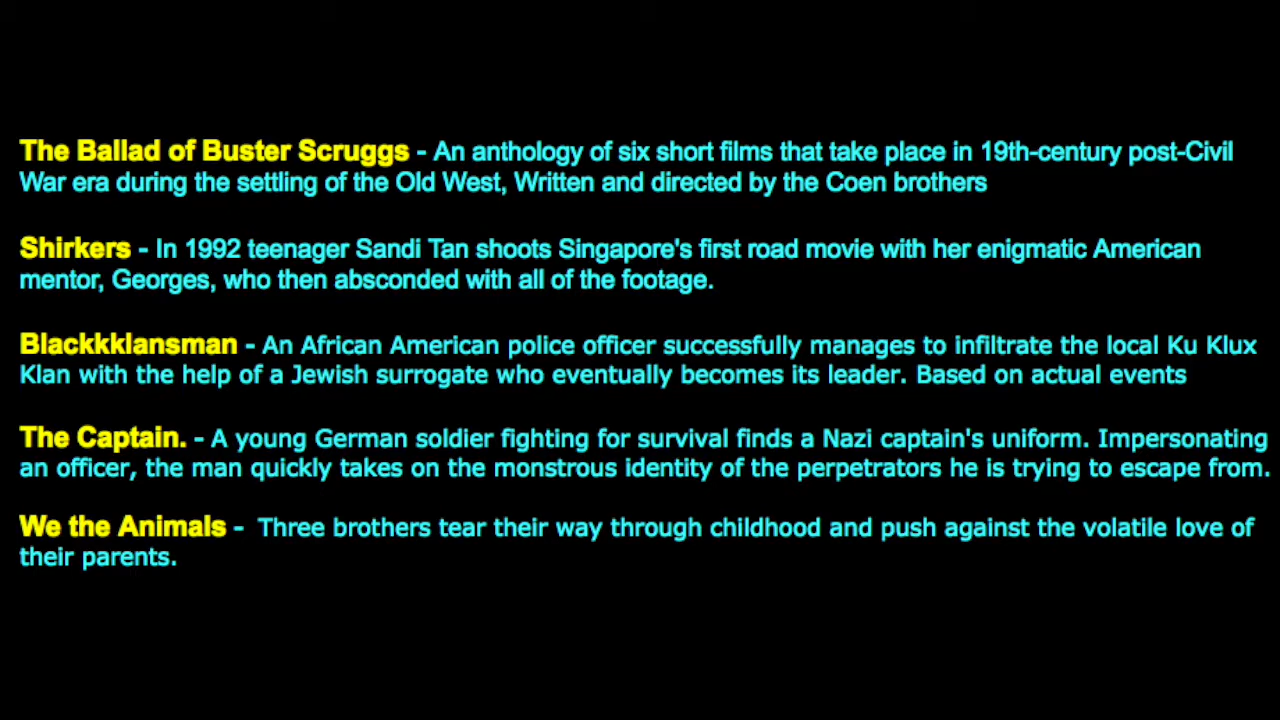 The Ballad of Buster Scruggs - An anthology of six short films that take place in 19th-century post-Civil
War era during the settling of the Old West, Written and directed by the Coen brothers
Shirkers - In 1992 teenager Sandi Tan shoots Singapore's first road movie with her enigmatic American
mentor, Georges, who then absconded with all of the footage.
Blackkklansman - An African American police officer successfully manages to infiltrate the local Ku Klux
Klan with the help of a Jewish surrogate who eventually becomes its leader. Based on actual events
The Captain. - A young German soldier fighting for survival finds a Nazi captain's uniform. Impersonating
an officer, the man quickly takes on the monstrous identity of the perpetrators he is trying to escape from.
We the Animals - Three brothers tear their way through childhood and push against the volatile love of
their parents.